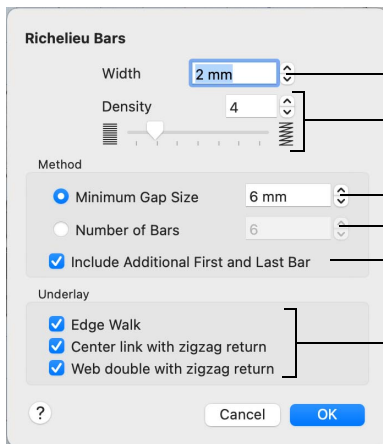 Richelieu Bars
Width 2 mm
Density 4
Method
Minimum Gap Size 6 mm
Number of Bars 6
Include Additional First and Last Bar
Underlay
Edge Walk
Center link with zigzag return
Web double with zigzag return
? Cancel OK